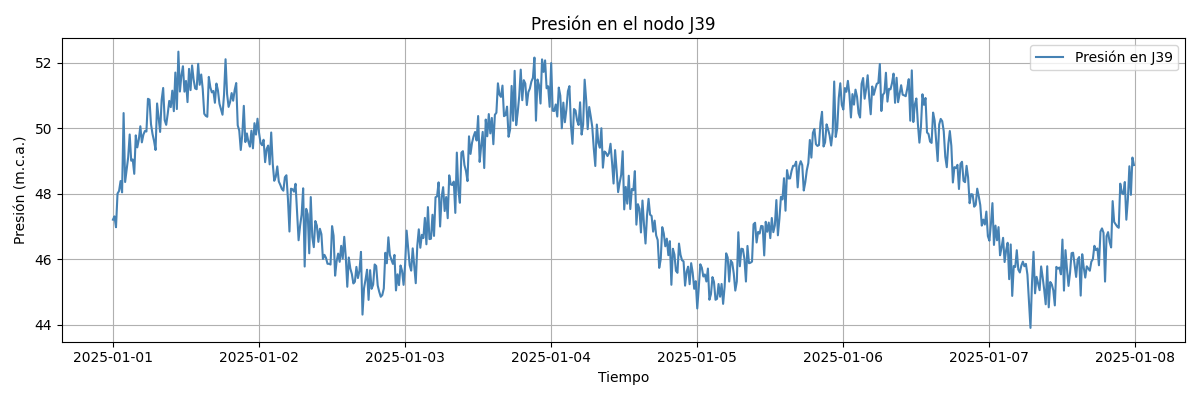 Presión en el nodo J39
Presión en J39
Presión (m.c.a.)
52
50
48
46
44
2025-01-01 2025-01-02 2025-01-03 2025-01-04 2025-01-05 2025-01-06 2025-01-07 2025-01-08
Tiempo